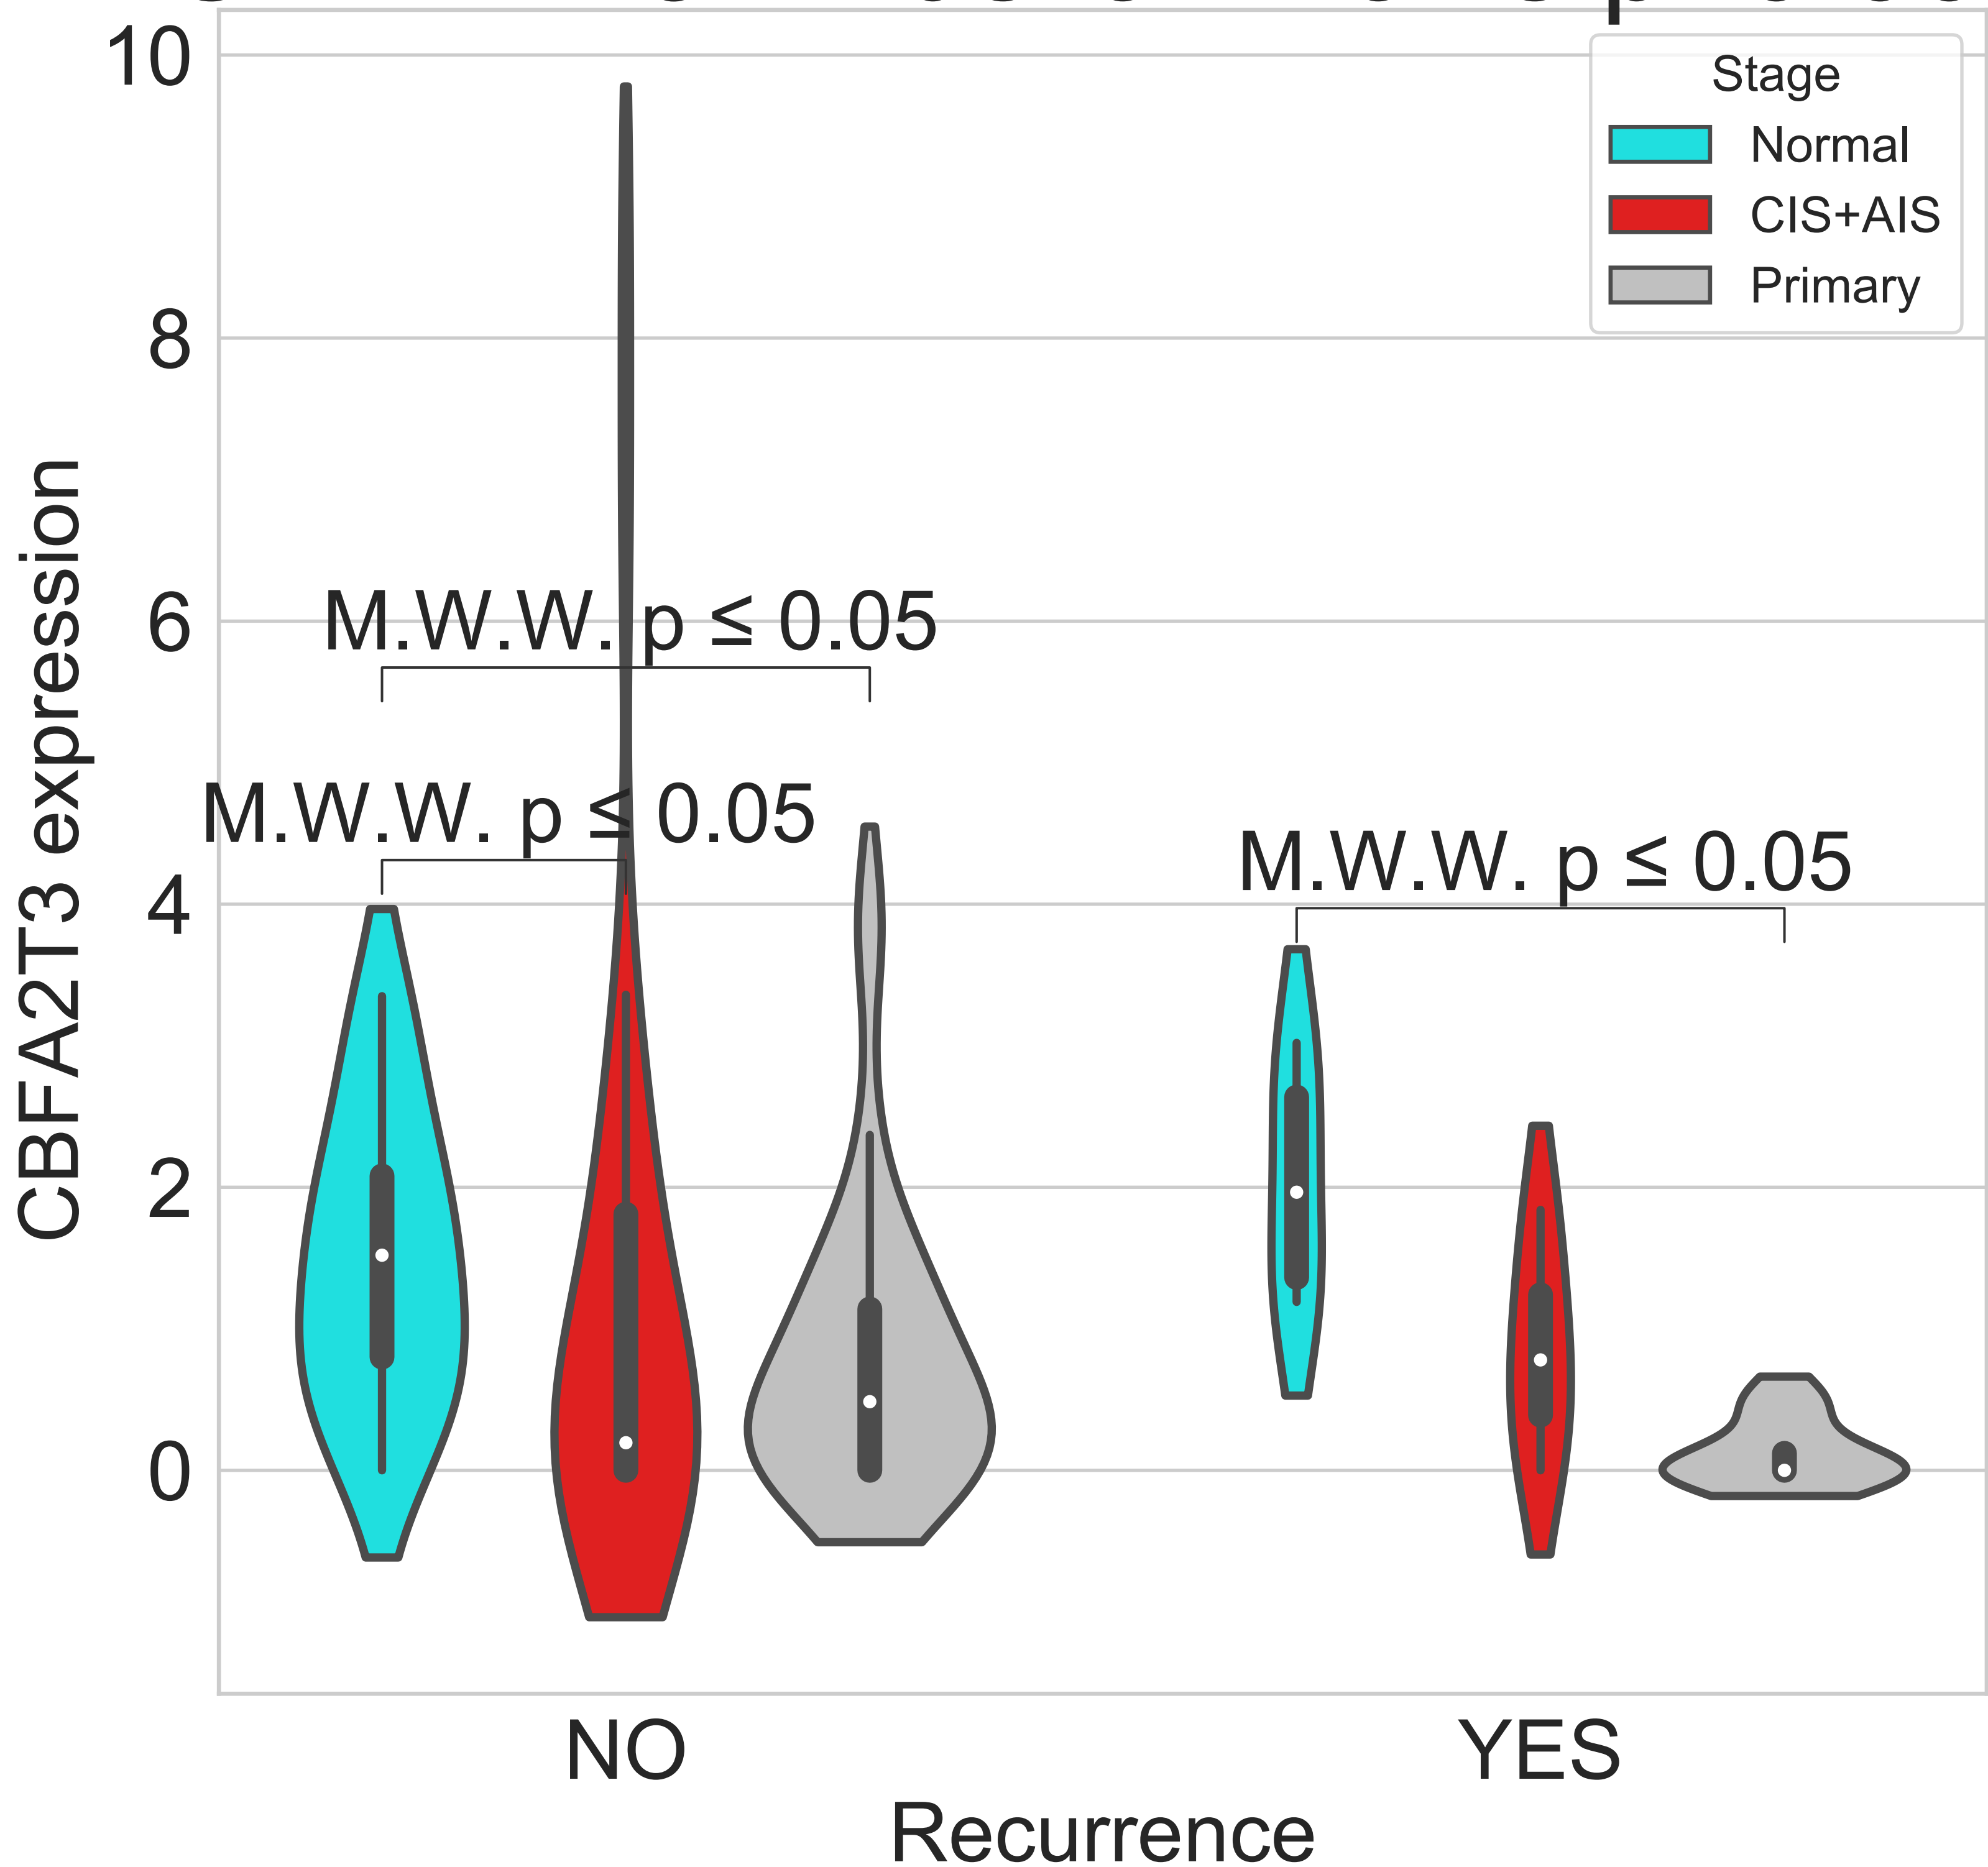 10
8
6
4
2
0
CBFA2T3 expression
Stage
Normal
CIS+AIS
Primary
M.W.W. p ≤ 0.05
M.W.W. p ≤ 0.05
M.W.W. p ≤ 0.05
NO
YES
Recurrence